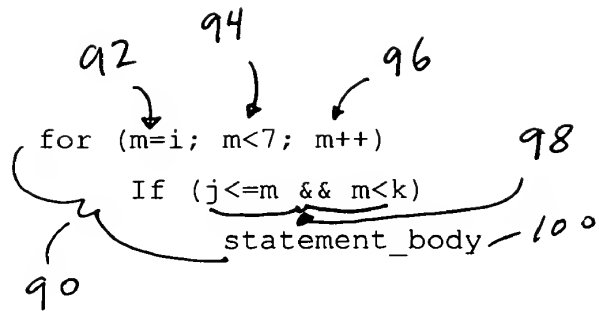 94
92
96
for (m=i; m<7; m++)
98
If (j<=m && m<k)
statement_body
100
90